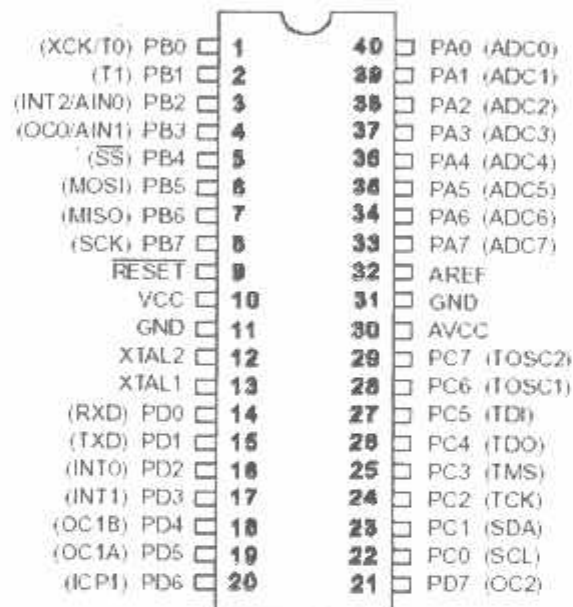 (XCK/T0) PB0 1 40 PA0 (ADC0)
(T1) PB1 2 39 PA1 (ADC1)
(INT2/AIN0) PB2 3 38 PA2 (ADC2)
(OC0/AIN1) PB3 4 37 PA3 (ADC3)
(SS) PB4 5 36 PA4 (ADC4)
(MOSI) PB5 6 35 PA5 (ADC5)
(MISO) PB6 7 34 PA6 (ADC6)
(SCK) PB7 8 33 PA7 (ADC7)
RESET 9 32 AREF
VCC 10 31 GND
GND 11 30 AVCC
XTAL2 12 29 PC7 (TOSC2)
XTAL1 13 28 PC6 (TOSC1)
(RXD) PD0 14 27 PC5 (TDI)
(TXD) PD1 15 26 PC4 (TDO)
(INT0) PD2 16 25 PC3 (TMS)
(INT1) PD3 17 24 PC2 (TCK)
(OC1B) PD4 18 23 PC1 (SDA)
(OC1A) PD5 19 22 PC0 (SCL)
(ICP1) PD6 20 21 PD7 (OC2)